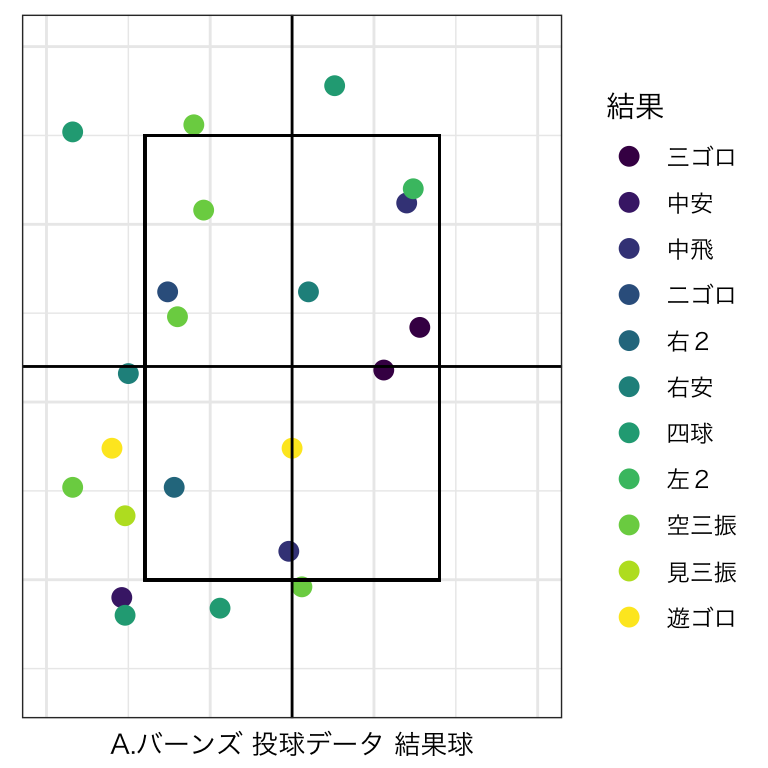 結果
三ゴロ
中安
中飛
二ゴロ
右２
右安
四球
左２
空三振
見三振
遊ゴロ
A.バーンズ 投球データ 結果球